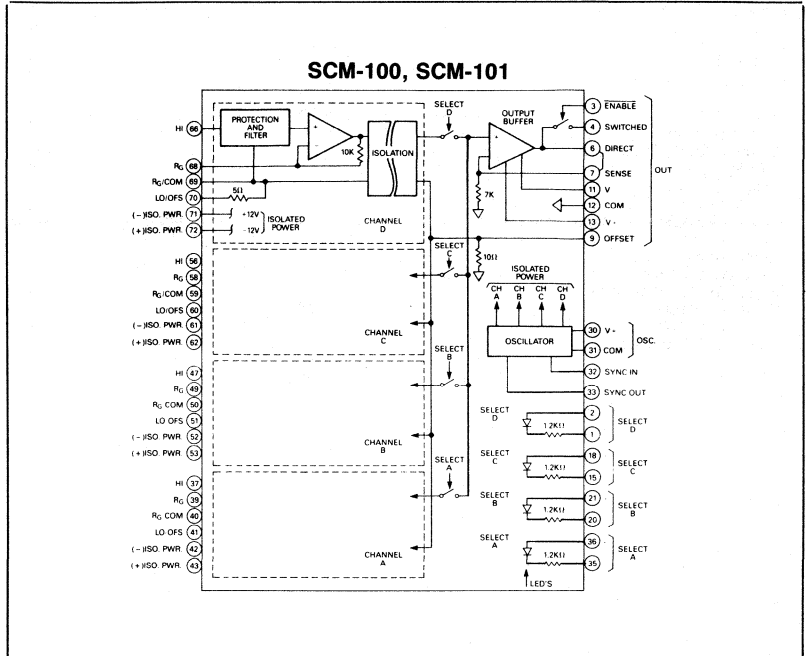 SCM-100, SCM-101
HI 66
PROTECTION
AND
FILTER
+
-
10K
ISOLATION
RG 68
RG/COM 69
LO/OFS 70
5Ω
(-)ISO. PWR. 71
+12V
(+)ISO. PWR. 72
-12V
ISOLATED
POWER
CHANNEL
D
HI 56
RG 58
RG/COM 59
LO/OFS 60
(-)ISO. PWR. 61
(+)ISO. PWR. 62
CHANNEL
C
HI 47
RG 49
RG COM 50
LO OFS 51
(-)ISO. PWR. 52
(+)ISO. PWR. 53
CHANNEL
B
HI 37
RG 39
RG COM 40
LO OFS 41
(-)ISO. PWR. 42
(+)ISO. PWR. 43
CHANNEL
A
SELECT
D
SELECT
C
SELECT
B
SELECT
A
OUTPUT
BUFFER
+
-
7K
10Ω
3 ENABLE
4 SWITCHED
6 DIRECT
7 SENSE
11 V
12 COM
13 V-
9 OFFSET
OUT
ISOLATED
POWER
CH
A
CH
B
CH
C
CH
D
OSCILLATOR
30 V+
31 COM
OSC.
32 SYNC IN
33 SYNC OUT
SELECT
D
1.2KΩ
2
1
SELECT
D
SELECT
C
1.2KΩ
18
15
SELECT
C
SELECT
B
1.2KΩ
21
20
SELECT
B
SELECT
A
1.2KΩ
36
35
SELECT
A
LED'S